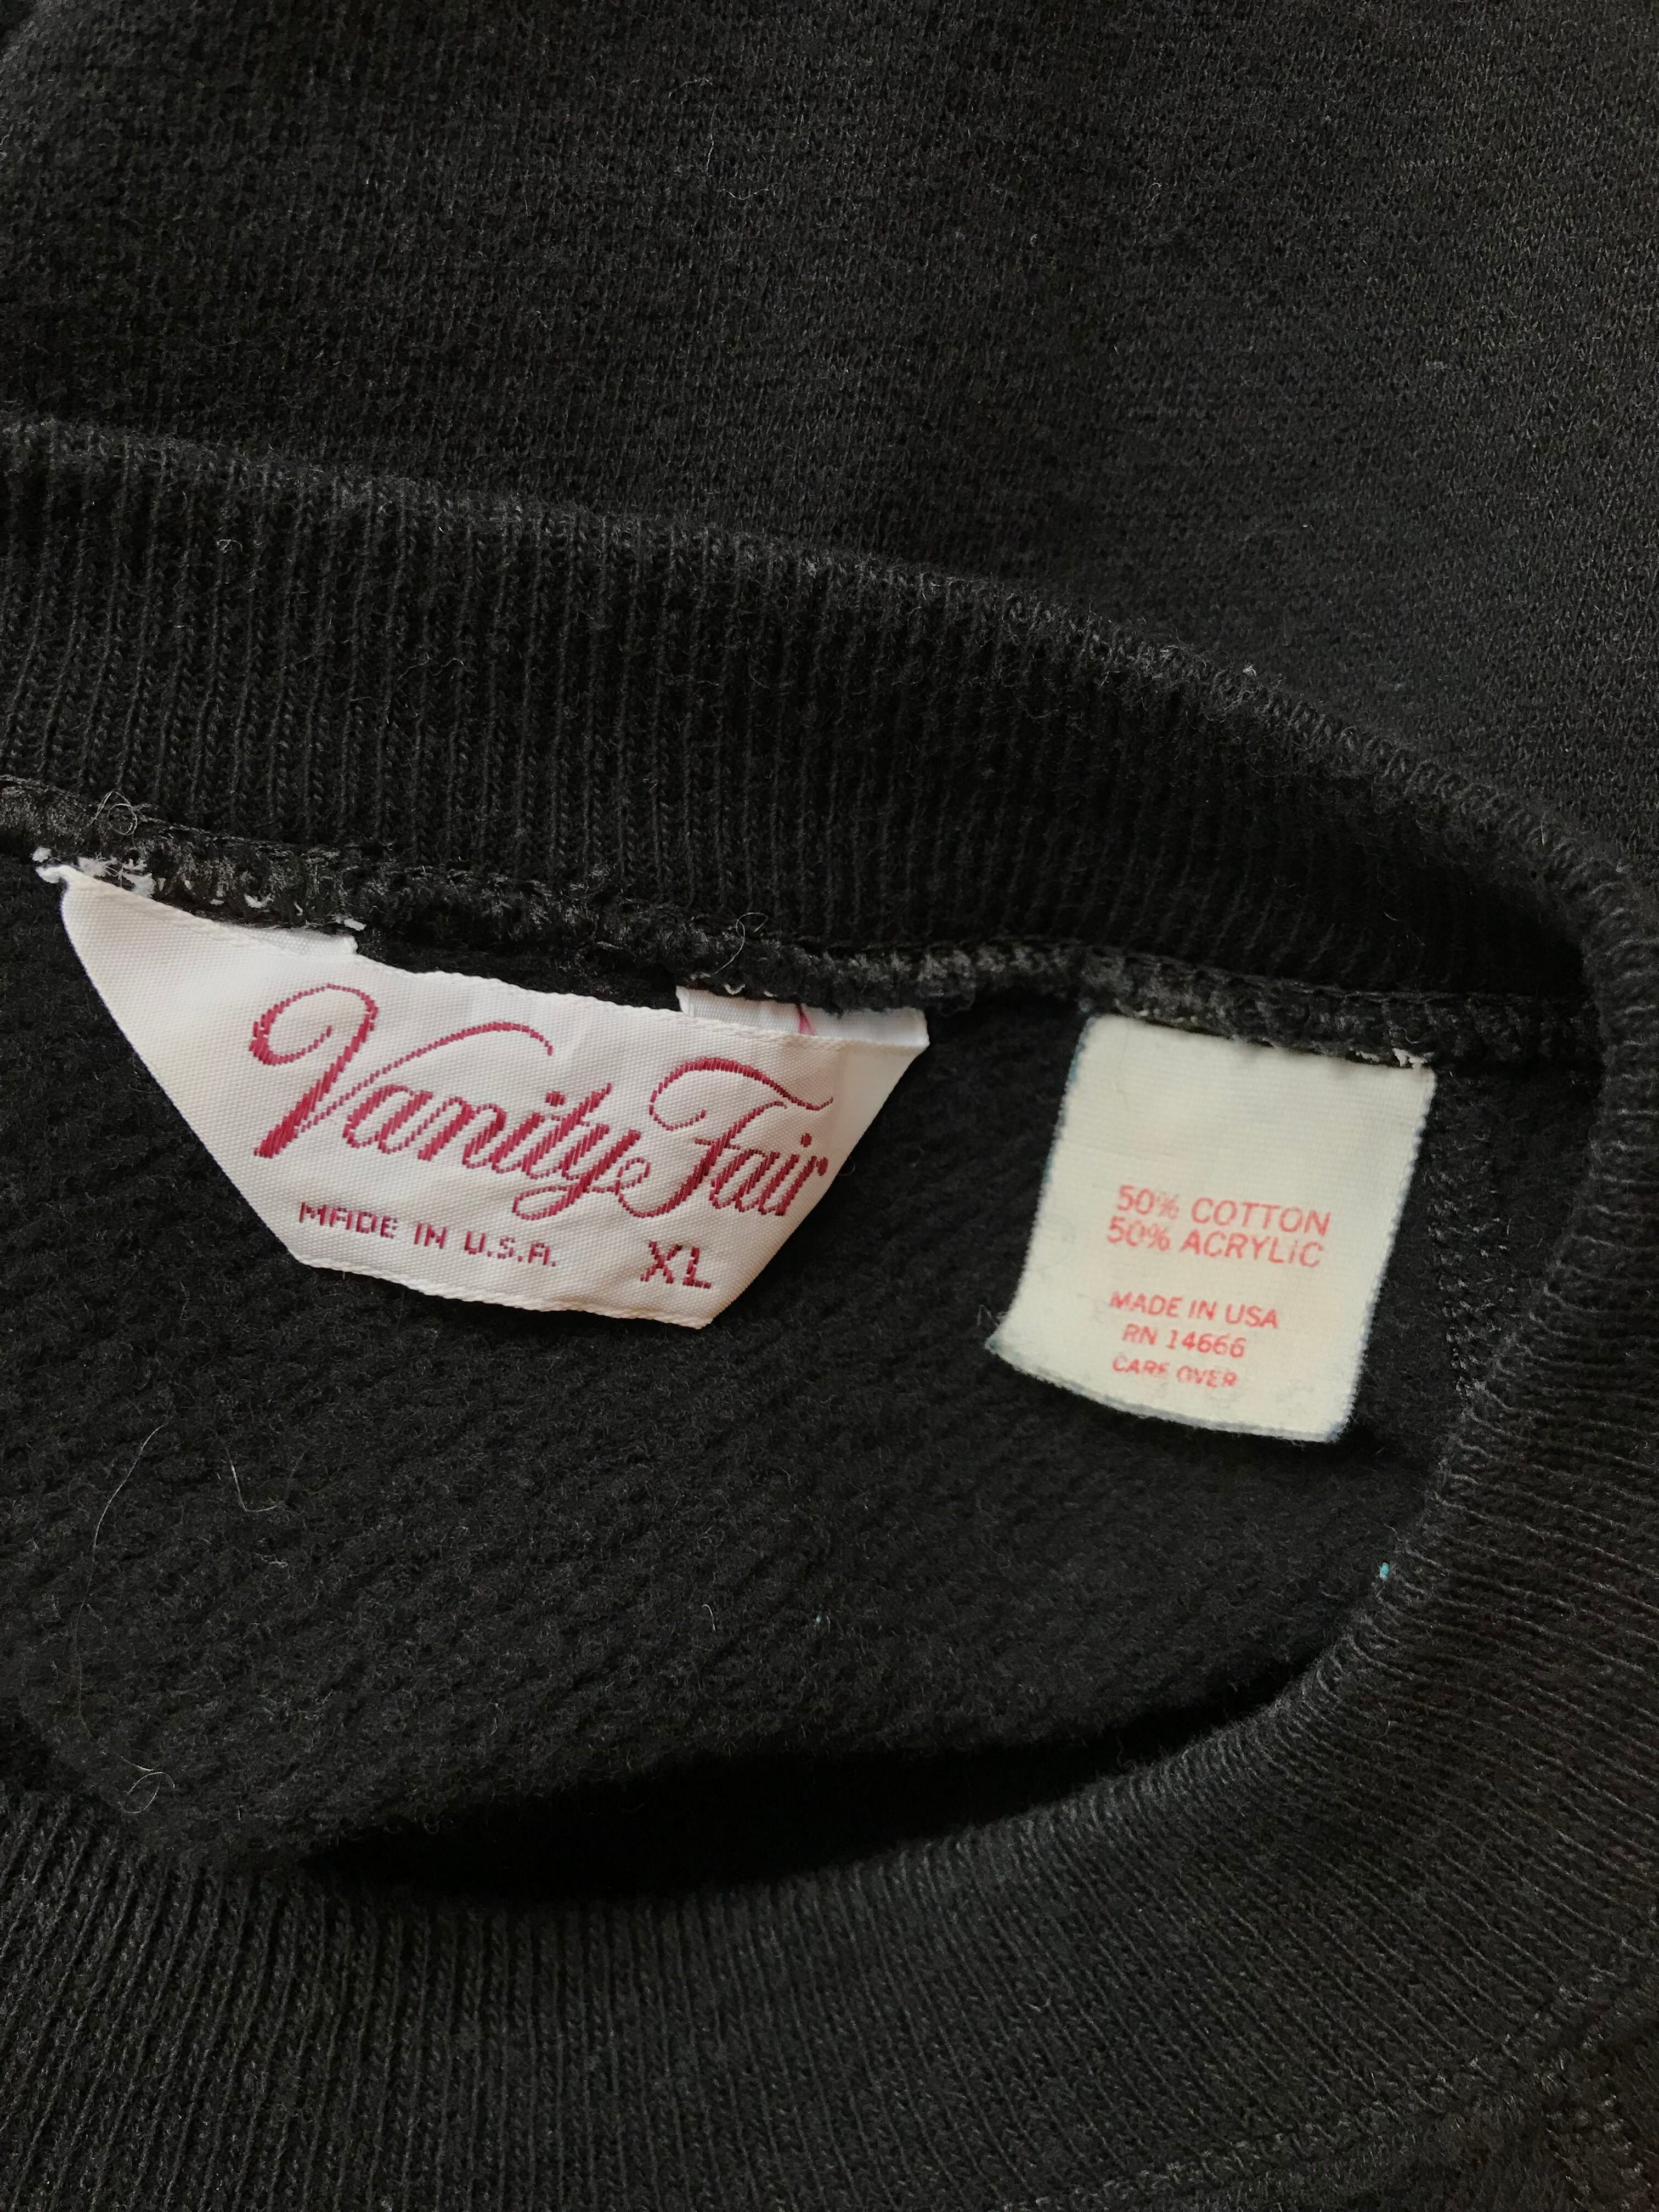 Vanity Fair
MADE IN U.S.A. XL
50% COTTON
50% ACRYLIC
MADE IN USA
RN 14666
CARE OVER